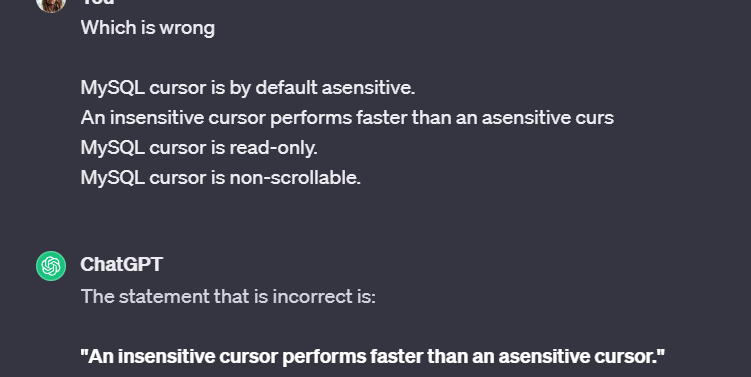 You
Which is wrong
MySQL cursor is by default asensitive.
An insensitive cursor performs faster than an asensitive curs
MySQL cursor is read-only.
MySQL cursor is non-scrollable.
ChatGPT
The statement that is incorrect is:
"An insensitive cursor performs faster than an asensitive cursor."